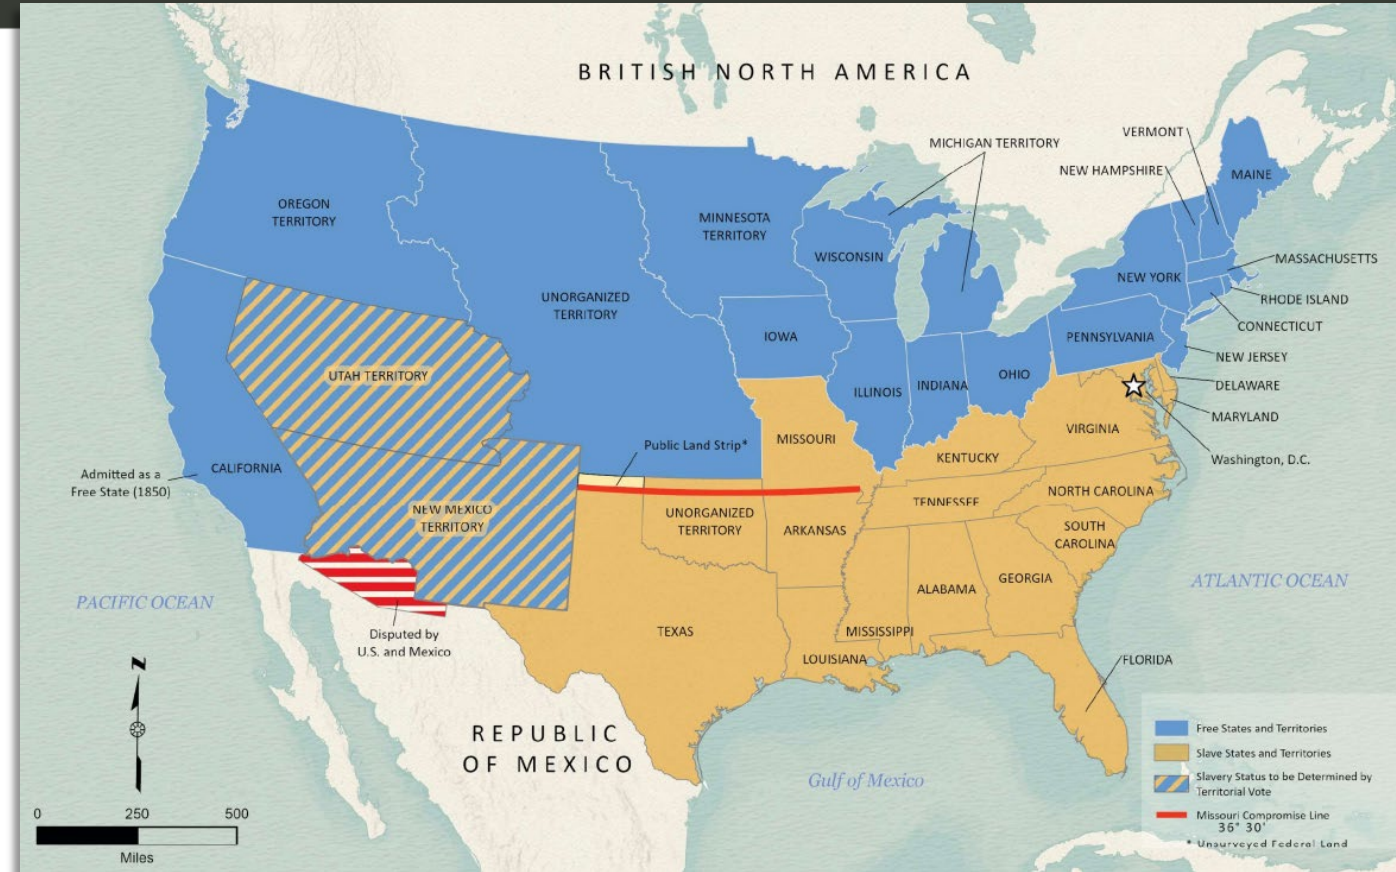 BRITISH NORTH AMERICA
MICHIGAN TERRITORY
VERMONT
NEW HAMPSHIRE
MAINE
OREGON
TERRITORY
MINNESOTA
TERRITORY
WISCONSIN
NEW YORK
MASSACHUSETTS
RHODE ISLAND
CONNECTICUT
UNORGANIZED
TERRITORY
IOWA
PENNSYLVANIA
NEW JERSEY
UTAH TERRITORY
ILLINOIS
INDIANA
OHIO
DELAWARE
MARYLAND
VIRGINIA
Washington, D.C.
MISSOURI
Public Land Strip*
KENTUCKY
CALIFORNIA
Admitted as a
Free State (1850)
NEW MEXICO
TERRITORY
UNORGANIZED
TERRITORY
ARKANSAS
TENNESSEE
NORTH CAROLINA
SOUTH
CAROLINA
ALABAMA
GEORGIA
ATLANTIC OCEAN
PACIFIC OCEAN
Disputed by
U.S. and Mexico
TEXAS
MISSISSIPPI
LOUISIANA
FLORIDA
N
REPUBLIC
OF MEXICO
Gulf of Mexico
Free States and Territories
Slave States and Territories
Slavery Status to be Determined by
Territorial Vote
Missouri Compromise Line
36° 30'
* Unsurveyed Federal Land
0 250 500
Miles